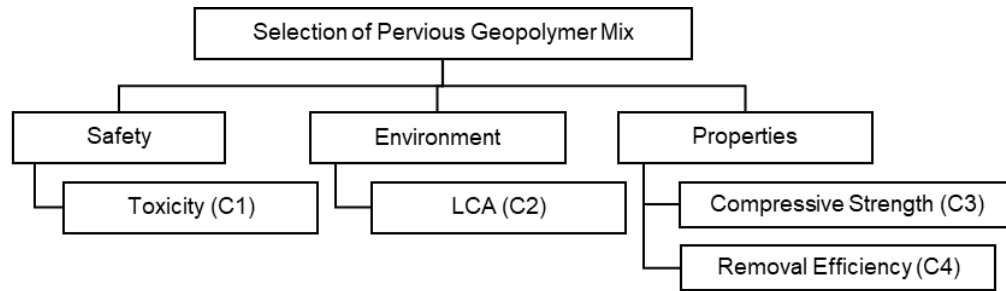 Selection of Pervious Geopolymer Mix
Safety
Environment
Properties
Toxicity (C1)
LCA (C2)
Compressive Strength (C3)
Removal Efficiency (C4)